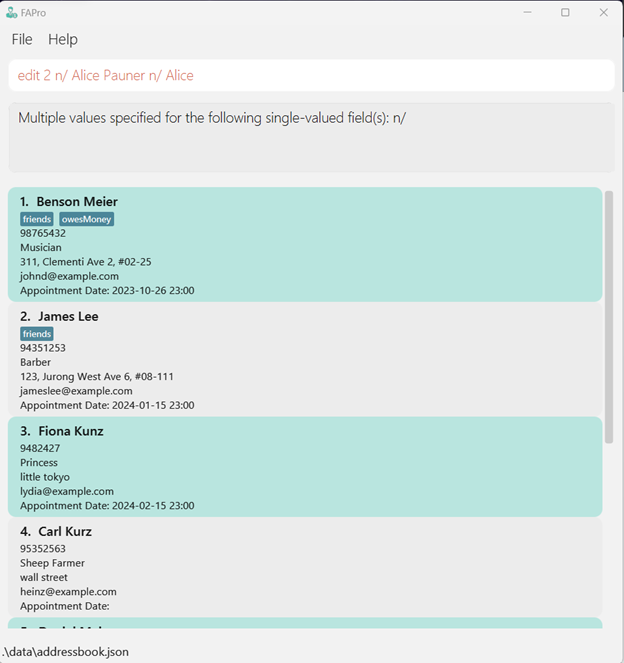 FAPro
File Help
edit 2 n/ Alice Pauner n/ Alice
Multiple values specified for the following single-valued field(s): n/
1. Benson Meier
friends owesMoney
98765432
Musician
311, Clementi Ave 2, #02-25
johnd@example.com
Appointment Date: 2023-10-26 23:00
2. James Lee
friends
94351253
Barber
123, Jurong West Ave 6, #08-111
jameslee@example.com
Appointment Date: 2024-01-15 23:00
3. Fiona Kunz
9482427
Princess
little tokyo
lydia@example.com
Appointment Date: 2024-02-15 23:00
4. Carl Kurz
95352563
Sheep Farmer
wall street
heinz@example.com
Appointment Date:
.\data\addressbook.json